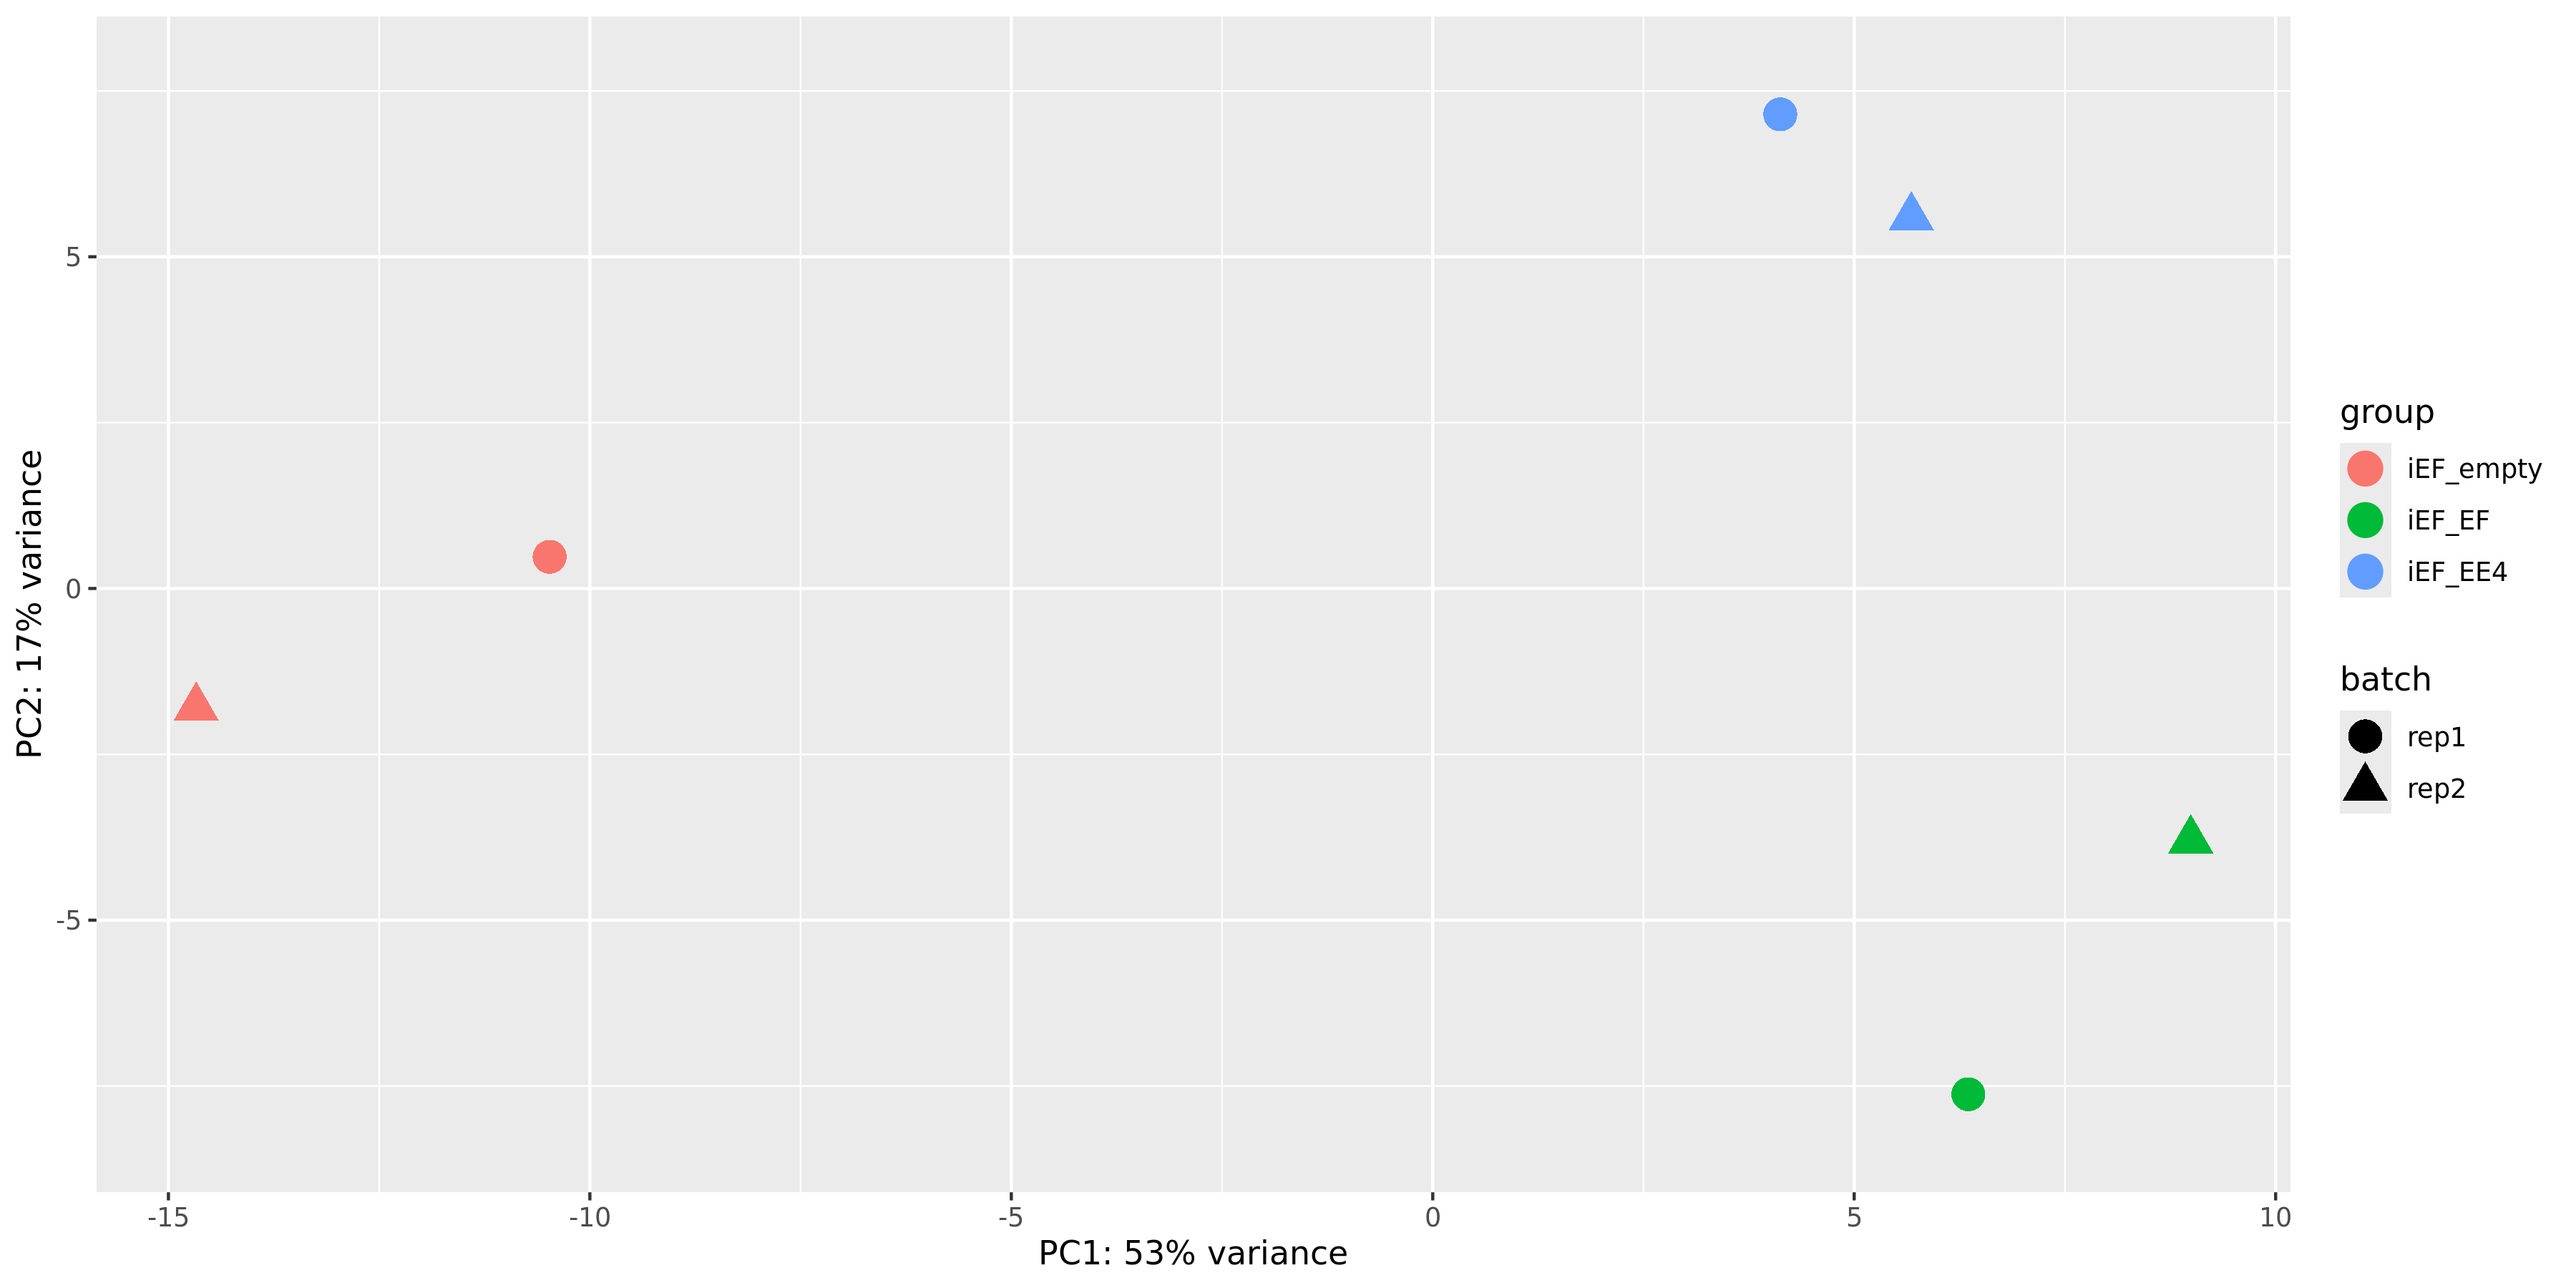 5
0
-5
PC2: 17% variance
-15
-10
-5
0
5
10
PC1: 53% variance
group
iEF_empty
iEF_EF
iEF_EE4
batch
rep1
rep2